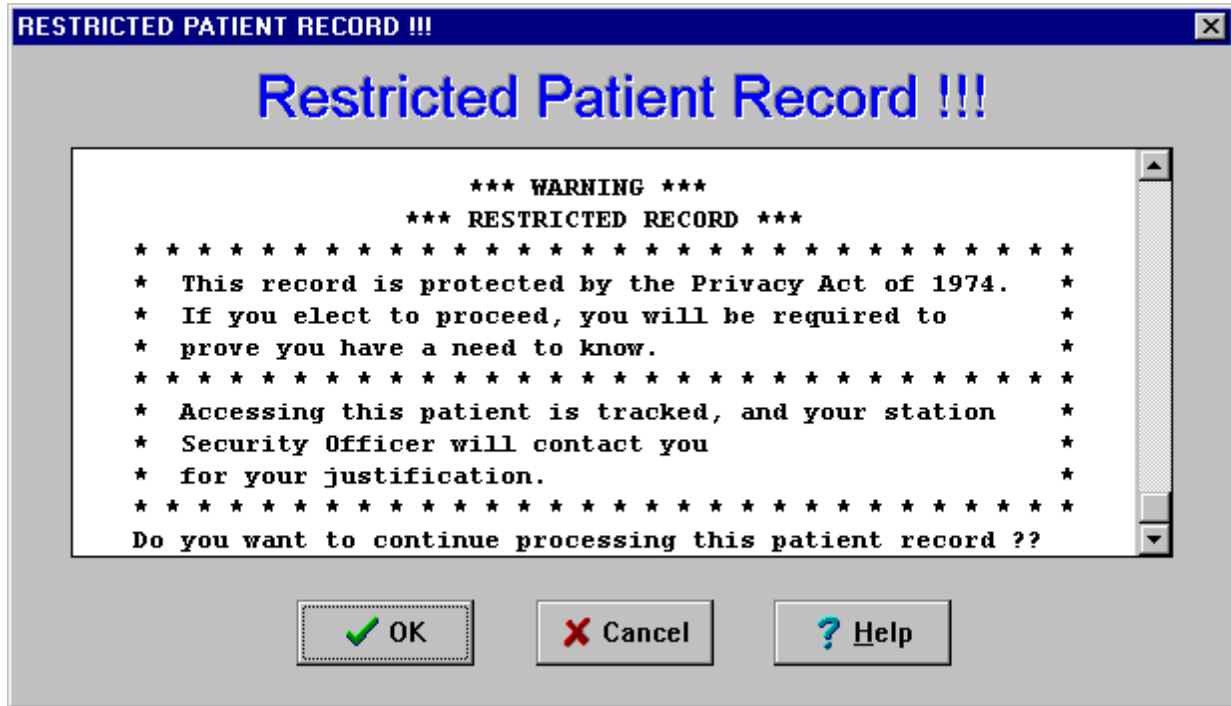 RESTRICTED PATIENT RECORD !!!
Restricted Patient Record !!!
*** WARNING ***
*** RESTRICTED RECORD ***
* * * * * * * * * * * * * * * * * * * * * * * * * * * * * *
* This record is protected by the Privacy Act of 1974. *
* If you elect to proceed, you will be required to *
* prove you have a need to know. *
* * * * * * * * * * * * * * * * * * * * * * * * * * * * * *
* Accessing this patient is tracked, and your station *
* Security Officer will contact you *
* for your justification. *
* * * * * * * * * * * * * * * * * * * * * * * * * * * * * *
Do you want to continue processing this patient record ??
OK Cancel Help